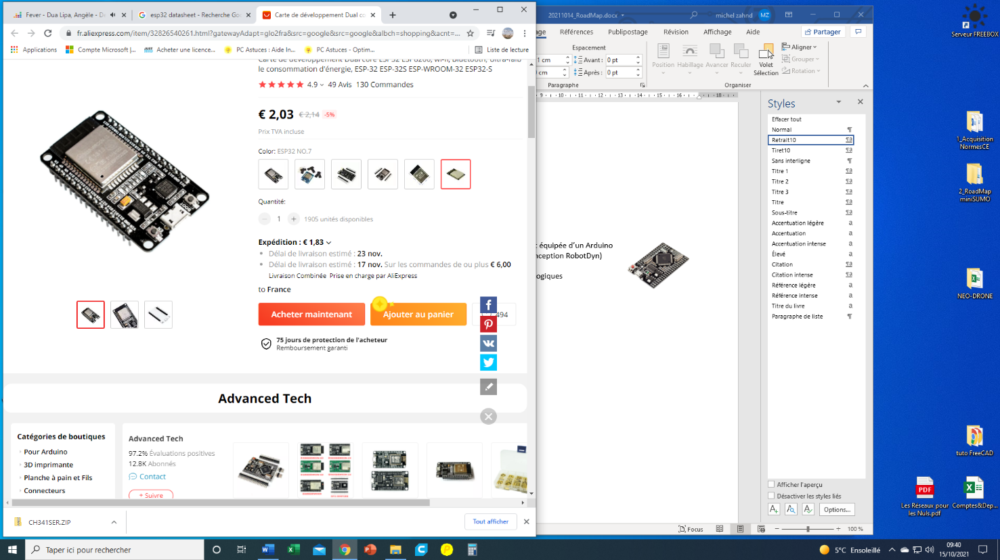 Fever - Dua Lipa, Angèle - De
esp32 datasheet - Recherche Goo
Carte de développement Dual co
fr.aliexpress.com/item/32826540261.html?gatewayAdapt=glo2fra&src=google&src=google&albch=shopping&acnt=...
Applications
Compte Microsoft |...
Acheter une licence...
PC Astuces : Aide In...
PC Astuces - Optim...
Liste de lecture
Carte de développement Dual core ESP32 ESP8266, Wi-fi, Bluetooth, Ultra-faib
le consommation d'énergie, ESP-32 ESP-32S ESP-WROOM-32 ESP32-S
4.9 49 Avis 130 Commandes
€ 2,03 € 2,14 -5%
Prix TVA incluse
Color: ESP32 NO.7
Quantité:
1 1905 unités disponibles
Expédition : € 1,83
Délai de livraison estimé : 23 nov.
Délai de livraison estimé : 17 nov. Sur les commandes de ou plus € 6,00
Livraison Combinée Prise en charge par AliExpress
to France
Acheter maintenant
Ajouter au panier
494
75 jours de protection de l'acheteur
Remboursement garanti
Advanced Tech
Catégories de boutiques
Pour Arduino
3D imprimante
Planche à pain et Fils
Connecteurs
Advanced Tech
97.2% Évaluations positives
12.8K Abonnés
Contact
+ Suivre
CH341SER.ZIP
Tout afficher
20211014_RoadMap.docx
michel zahnd MZ
age Références Publipostage Révision Affichage Aide
Partager
Espacement
1 cm Avant : 0 pt
cm Après : 0 pt
Paragraphe
Position Habillage Avancer Reculer Volet
Sélection
Aligner
Grouper
Rotation
Organiser
9 10 11 12 13 14 15 16 18
équipée d'un Arduino
nception RobotDyn)
ogiques
Styles
Effacer tout
Normal
Retrait10
Tiret10
Sans interligne
Titre 1
Titre 2
Titre 3
Titre
Sous-titre
Accentuation légère
Accentuation
Accentuation intense
Élevé
Citation
Citation intense
Référence légère
Référence intense
Titre du livre
Paragraphe de liste
Afficher l'aperçu
Désactiver les styles liés
Options...
Focus
100 %
Serveur FREEBOX
1_Acquisition
NormesCE
2_RoadMap
miniSUMO
NEO-DRONE
tuto FreeCAD
PDF
Les Réseaux pour
les Nuls.pdf
Comptes&Dep...
Taper ici pour rechercher
5°C Ensoleillé
09:40
15/10/2021